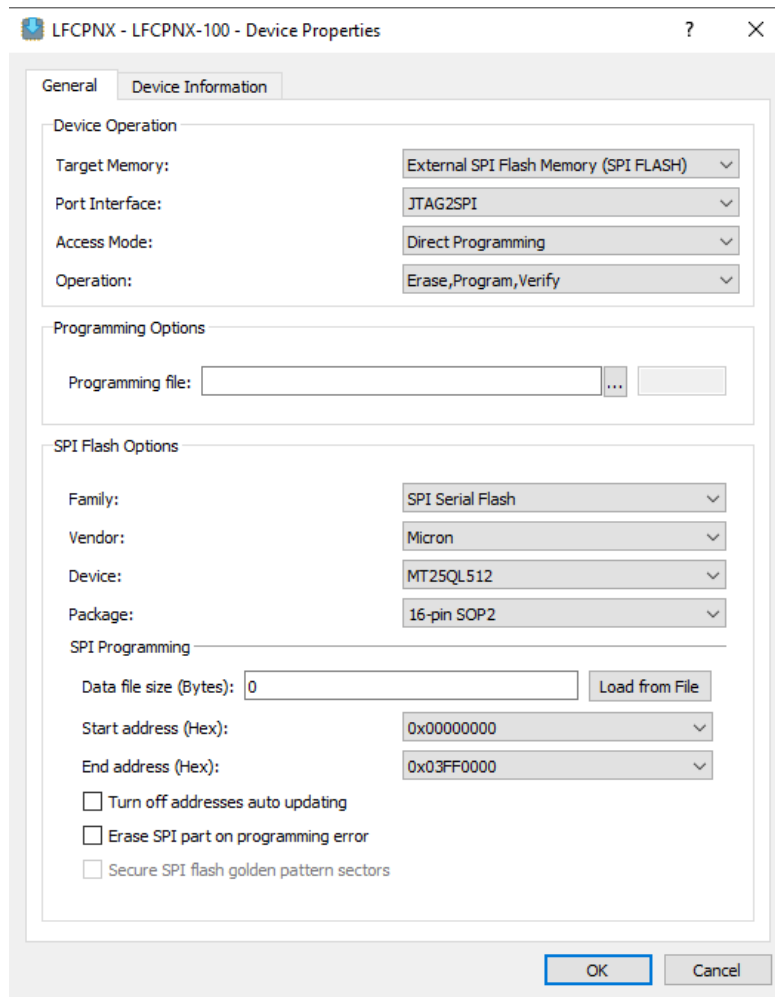 LFCPNX - LFCPNX-100 - Device Properties ?
General Device Information
Device Operation
Target Memory: External SPI Flash Memory (SPI FLASH)
Port Interface: JTAG2SPI
Access Mode: Direct Programming
Operation: Erase,Program,Verify
Programming Options
Programming file: ...
SPI Flash Options
Family: SPI Serial Flash
Vendor: Micron
Device: MT25QL512
Package: 16-pin SOP2
SPI Programming
Data file size (Bytes): 0 Load from File
Start address (Hex): 0x00000000
End address (Hex): 0x03FF0000
Turn off addresses auto updating
Erase SPI part on programming error
Secure SPI flash golden pattern sectors
OK Cancel